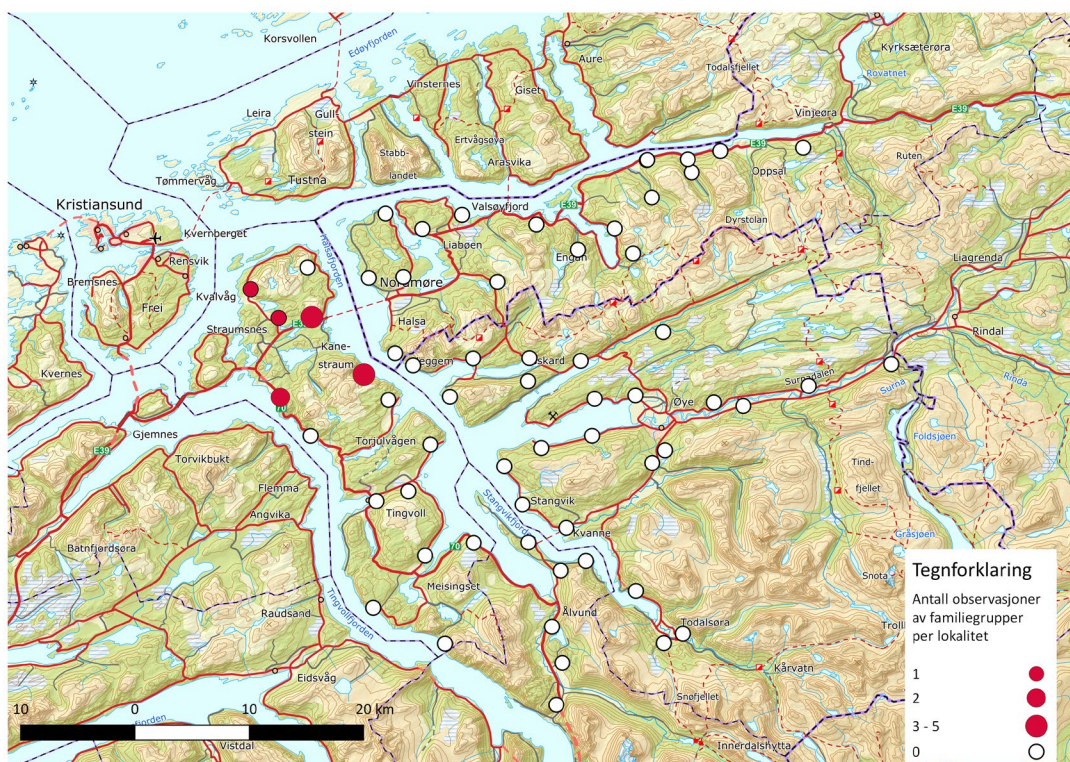 Korsvollen
Edøyfjorden
Aure
Kyrksæterøra
Rovatnet
Todalsfjellet
Vinsternes
Giset
Leira
Gull-
stein
Ertvågsøya
Vinjeøra
E39
Stabb-
landet
Arasvika
E39
Ruten
Tustna
Oppsal
Tømmervåg
Kristiansund
Valsøyfjord
E39
Dyrstolan
Kvernberget
Halsafjorden
Liabøen
Engan
Liagrenda
Rensvik
Bremsnes
Kvalvåg
Nordmøre
Frei
Straumsnes
Halsa
Rindal
Kane-
straum
Kvernes
Surnadalen
Surna
Rinda
Øye
70
Gjemnes
Torjulvågen
Foldsjøen
E39
Torvikbukt
Tind-
fjellet
Flemma
Stangvik
Angvika
Tingvoll
Stangvikfjorden
Kvanne
Gråsjøen
Batnfjordsøra
70
Snota
Meisingset
Raudsand
Tingvollfjorden
Ålvund
Todalsøra
Kårvatn
Eidsvåg
Snøfjellet
Innerdalshytta
Vistdal
10
0
10
20 km
Tegnforklaring
Antall observasjoner
av familiegrupper
per lokalitet
1
2
3 - 5
0